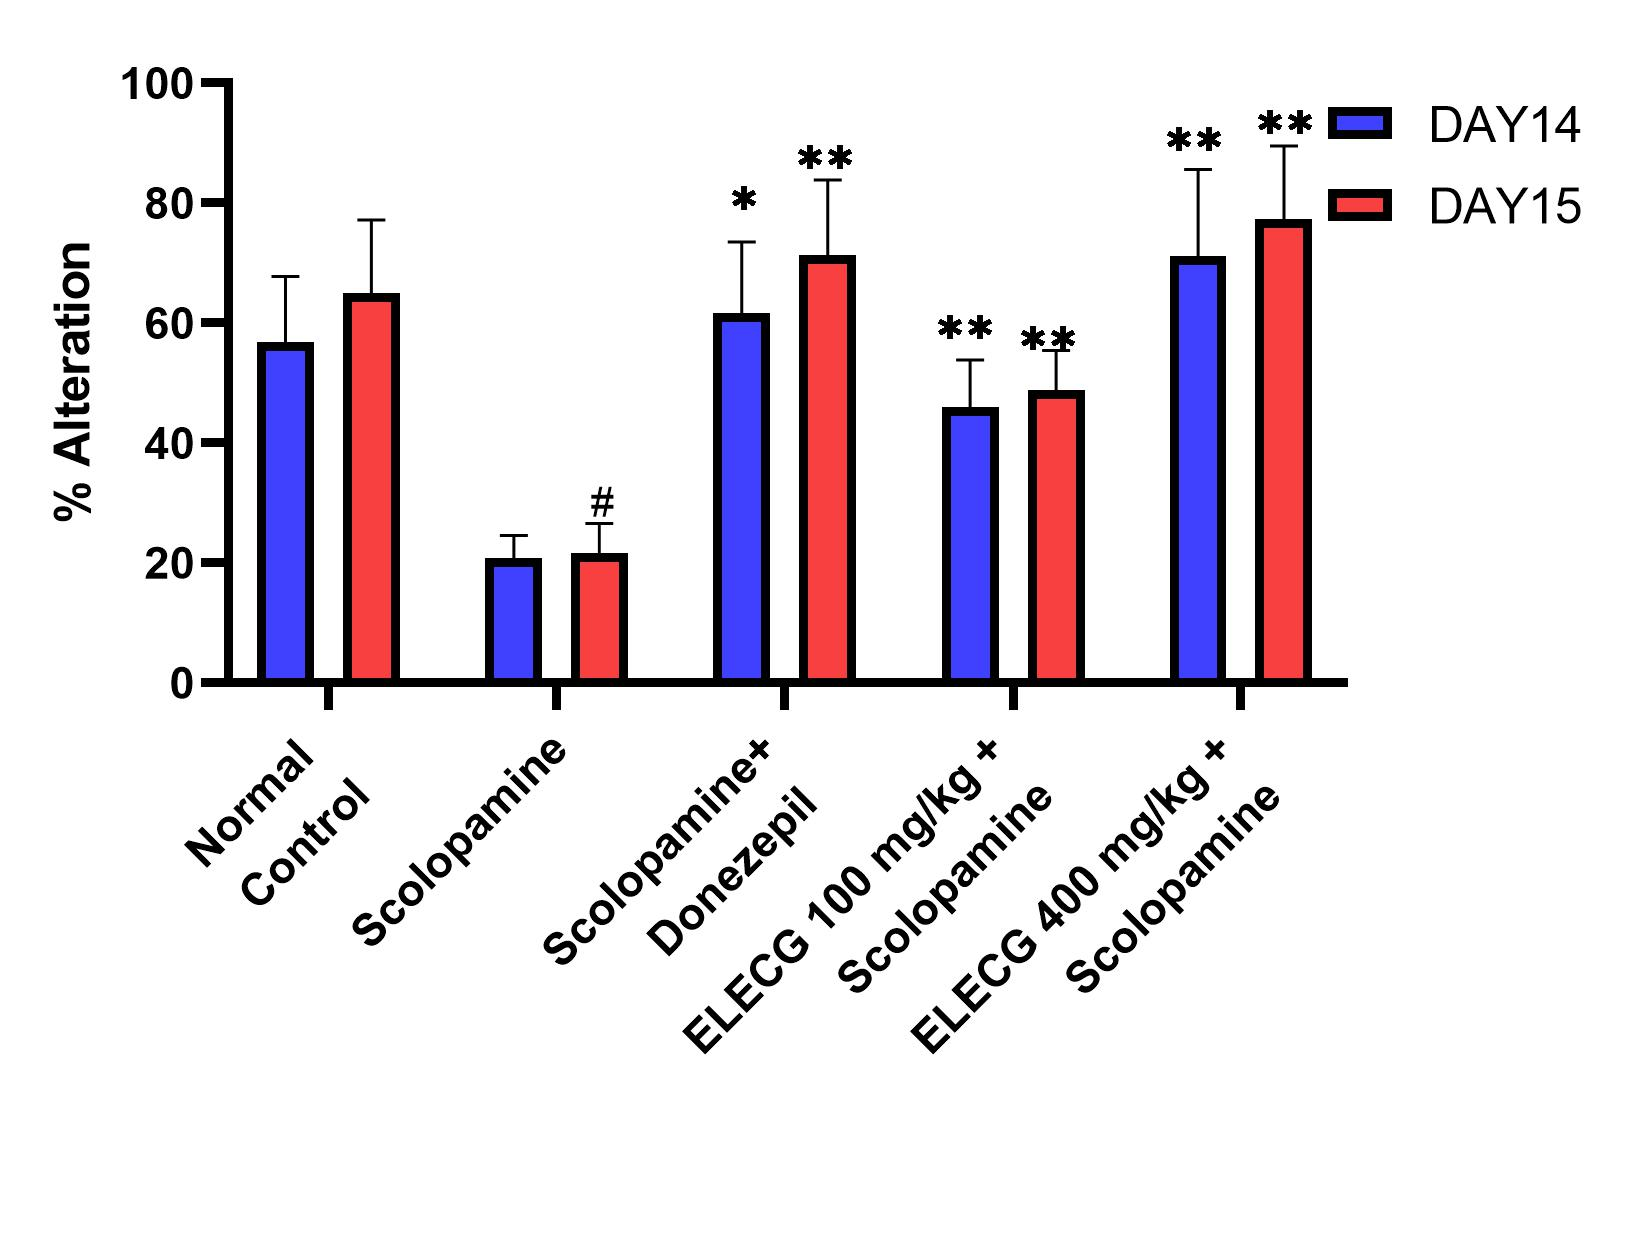 % Alteration
100
80
60
40
20
0
#
*
**
**
**
**
**
DAY14
DAY15
Normal
Control
Scolopamine
Scolopamine+
Donezepil
ELECG 100 mg/kg +
Scolopamine
ELECG 400 mg/kg +
Scolopamine